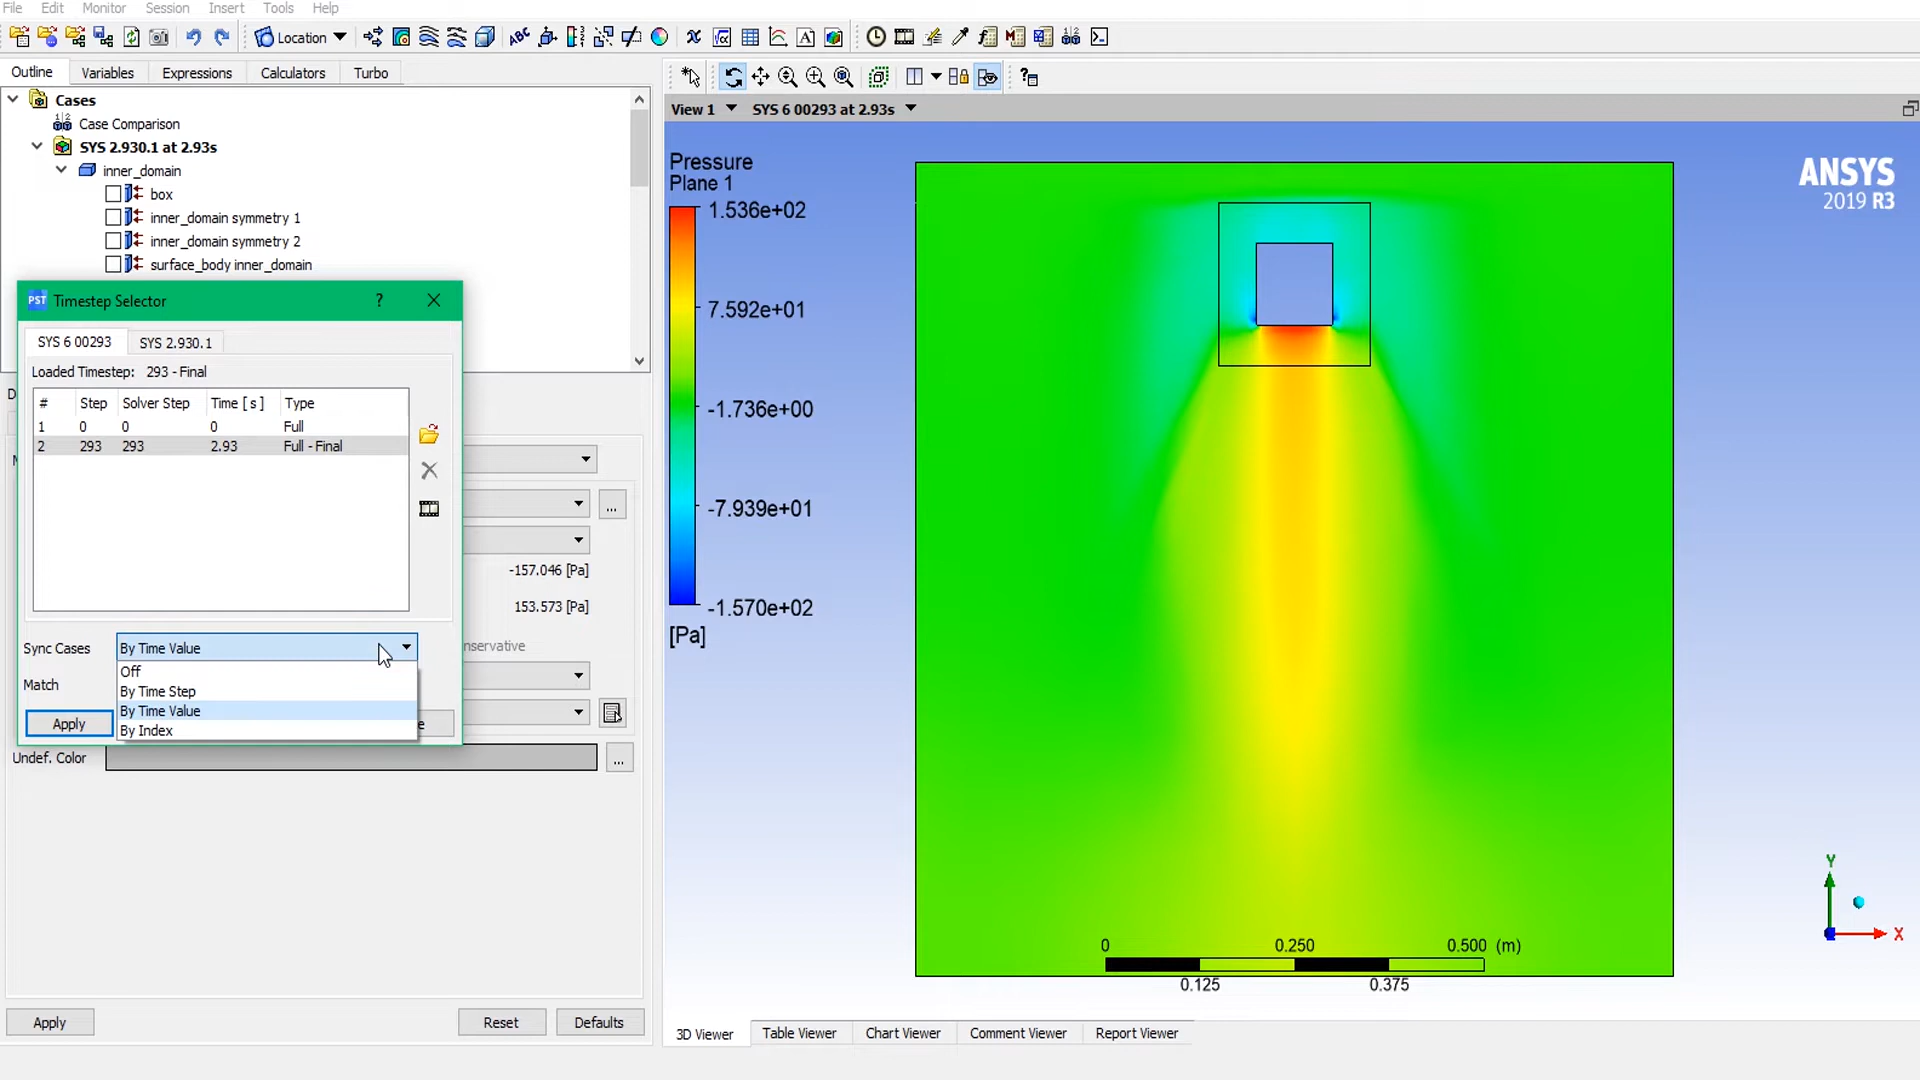 File Edit Monitor Session Insert Tools Help
Location
Outline Variables Expressions Calculators Turbo
Cases
Case Comparison
SYS 2.930.1 at 2.93s
inner_domain
box
inner_domain symmetry 1
inner_domain symmetry 2
surface_body inner_domain
PST Timestep Selector ? 
SYS 6 00293 SYS 2.930.1
Loaded Timestep: 293 - Final
# Step Solver Step Time [ s ] Type
1 0 0 0 Full
2 293 293 2.93 Full - Final
...
-157.046 [Pa]
153.573 [Pa]
Sync Cases By Time Value
nservative
Off
Match
By Time Step
By Time Value
Apply
By Index
e
Undef. Color
...
Apply Reset Defaults
View 1 SYS 6 00293 at 2.93s
Pressure
Plane 1
1.536e+02
7.592e+01
-1.736e+00
-7.939e+01
-1.570e+02
[Pa]
ANSYS
2019 R3
0 0.250 0.500 (m)
0.125 0.375
Y
X
3D Viewer Table Viewer Chart Viewer Comment Viewer Report Viewer